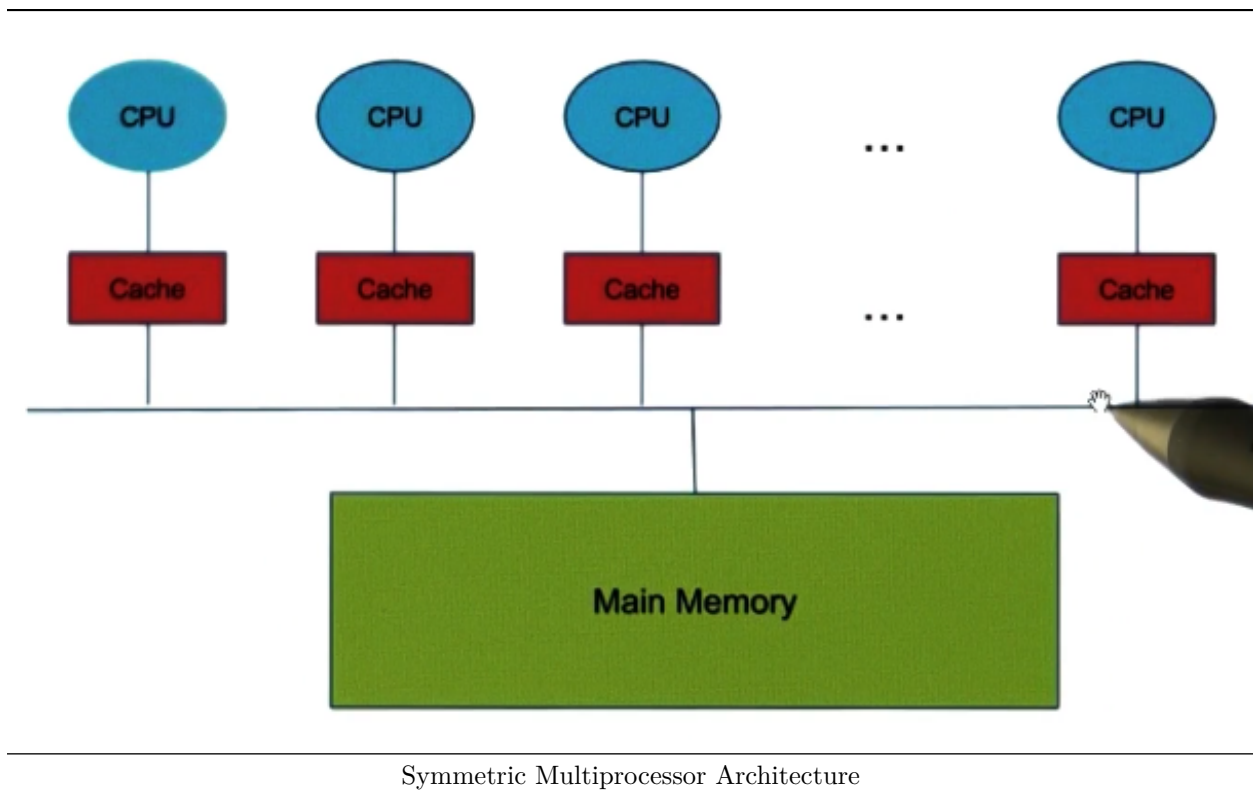 CPU CPU CPU ... CPU
Cache Cache Cache ... Cache
Main Memory
Symmetric Multiprocessor Architecture